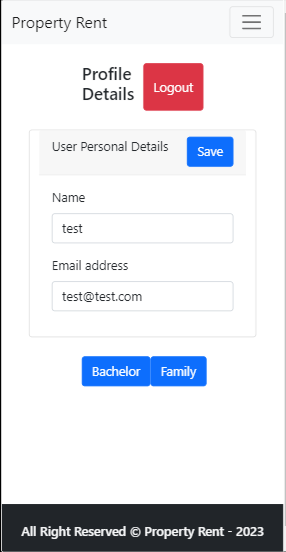 Property Rent
Profile
Details
Logout
User Personal Details
Save
Name
test
Email address
test@test.com
Bachelor
Family
All Right Reserved © Property Rent - 2023